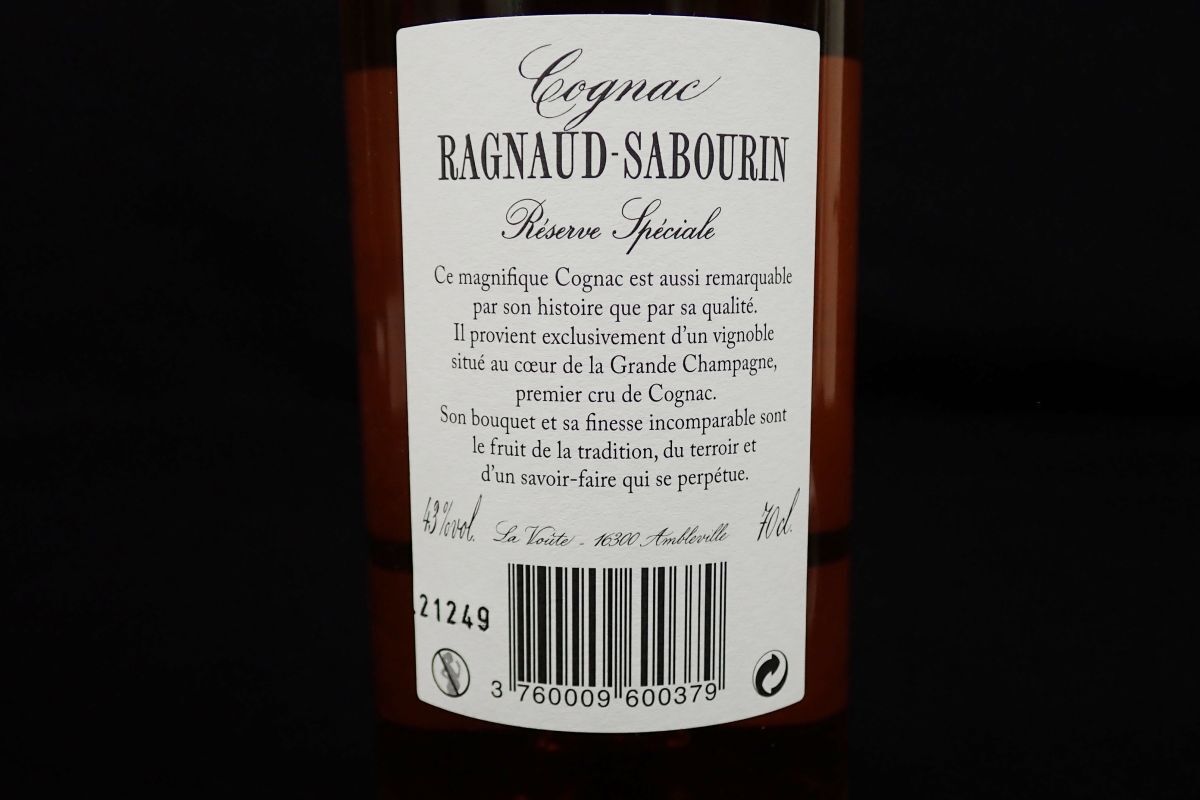 Cognac
RAGNAUD-SABOURIN
Réserve Spéciale
Ce magnifique Cognac est aussi remarquable
par son histoire que par sa qualité.
Il provient exclusivement d'un vignoble
situé au cœur de la Grande Champagne,
premier cru de Cognac.
Son bouquet et sa finesse incomparable sont
le fruit de la tradition, du terroir et
d'un savoir-faire qui se perpétue.
43%vol. La Voûte - 16300 Ambleville 70cl.
21249
3 760009 600379